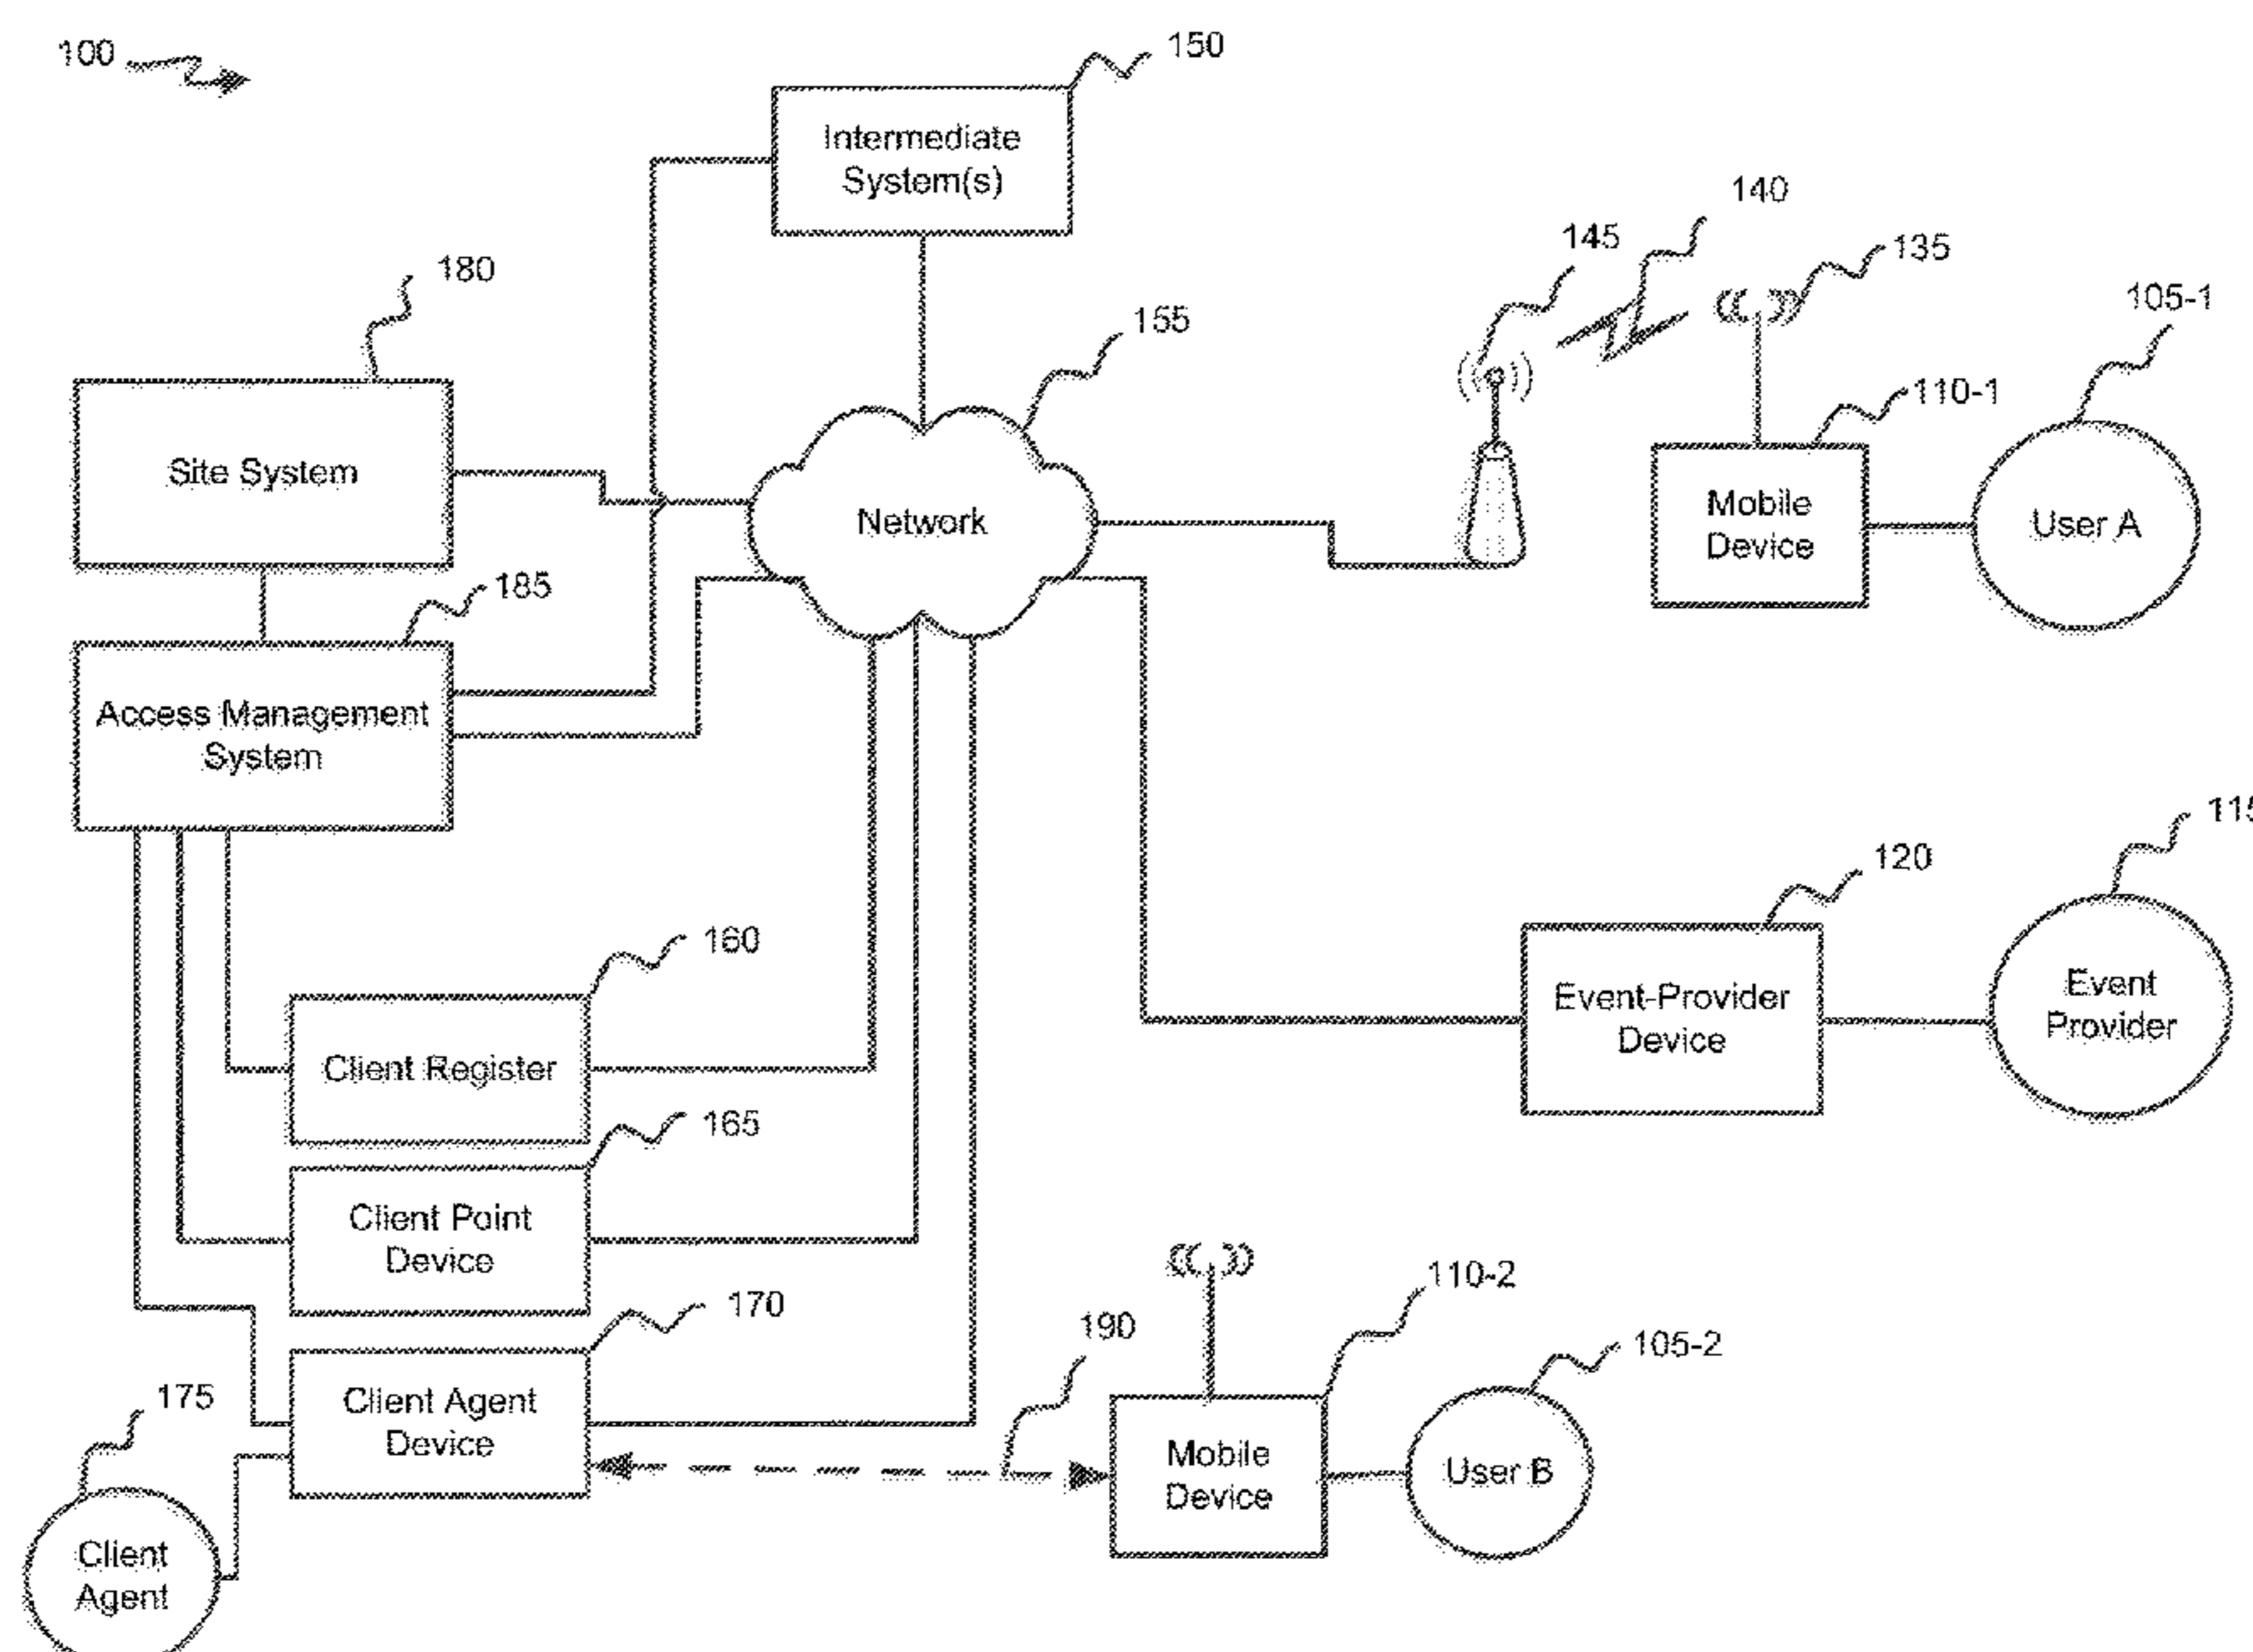 100
150
Intermediate
System(s)
140
145
135
180
105-1
155
110-1
Site System
Network
Mobile
Device
User A
185
Access Management
System
115
120
160
Event-Provider
Device
Event
Provider
Client Register
165
Client Point
Device
110-2
170
190
105-2
175
Client Agent
Device
Mobile
Device
User B
Client
Agent